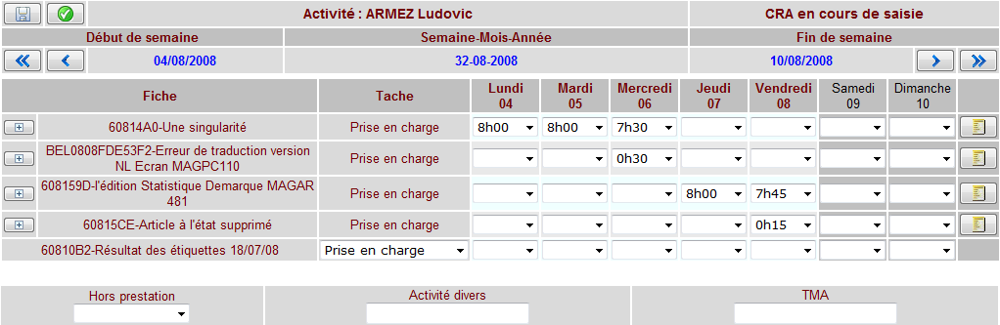 Activité : ARMEZ Ludovic CRA en cours de saisie
Début de semaine Semaine-Mois-Année Fin de semaine
04/08/2008 32-08-2008 10/08/2008
Fiche Tache Lundi 04 Mardi 05 Mercredi 06 Jeudi 07 Vendredi 08 Samedi 09 Dimanche 10
60814A0-Une singularité Prise en charge 8h00 8h00 7h30
BEL0808FDE53F2-Erreur de traduction version
NL Ecran MAGPC110 Prise en charge 0h30
608159D-l'édition Statistique Demarque MAGAR
481 Prise en charge 8h00 7h45
60815CE-Article à l'état supprimé Prise en charge 0h15
60810B2-Résultat des étiquettes 18/07/08 Prise en charge
Hors prestation Activité divers TMA